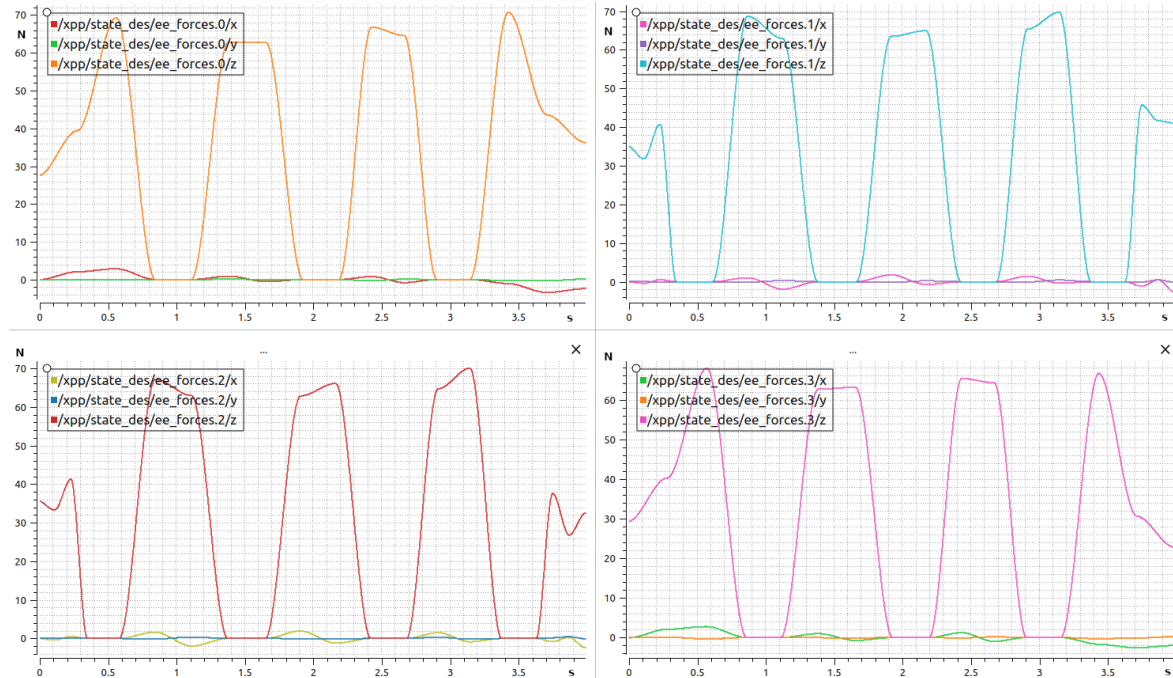 70
N
60
50
40
30
20
10
0
/xpp/state_des/ee_forces.0/x
/xpp/state_des/ee_forces.0/y
/xpp/state_des/ee_forces.0/z
0 0.5 1 1.5 2 2.5 3 3.5 s
70
N
60
50
40
30
20
10
0
/xpp/state_des/ee_forces.1/x
/xpp/state_des/ee_forces.1/y
/xpp/state_des/ee_forces.1/z
0 0.5 1 1.5 2 2.5 3 3.5 s
... ×
N
70
60
50
40
30
20
10
0
/xpp/state_des/ee_forces.2/x
/xpp/state_des/ee_forces.2/y
/xpp/state_des/ee_forces.2/z
0 0.5 1 1.5 2 2.5 3 3.5 s
... ×
N
60
50
40
30
20
10
0
/xpp/state_des/ee_forces.3/x
/xpp/state_des/ee_forces.3/y
/xpp/state_des/ee_forces.3/z
0 0.5 1 1.5 2 2.5 3 3.5 s